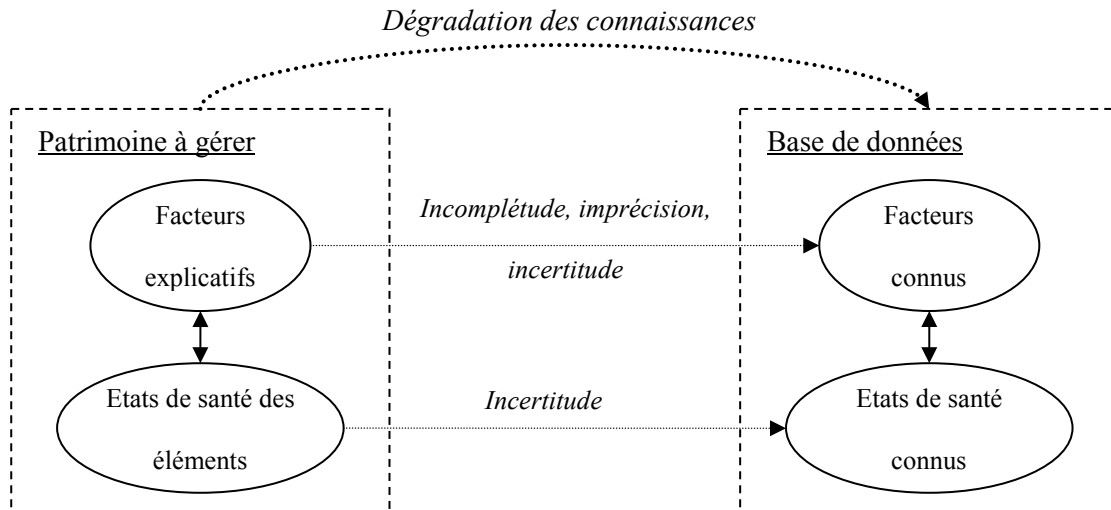 Dégradation des connaissances
Patrimoine à gérer
Base de données
Facteurs
explicatifs
Incomplétude, imprécision,
incertitude
Facteurs
connus
Etats de santé des
éléments
Incertitude
Etats de santé
connus